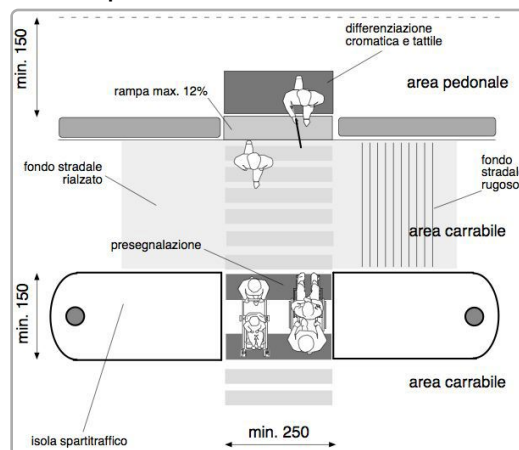 min. 150
differenziazione
cromatica e tattile
area pedonale
rampa max. 12%
fondo stradale
rialzato
fondo
stradale
rugoso
area carrabile
presegnalazione
min. 150
area carrabile
isola spartitraffico
min. 250